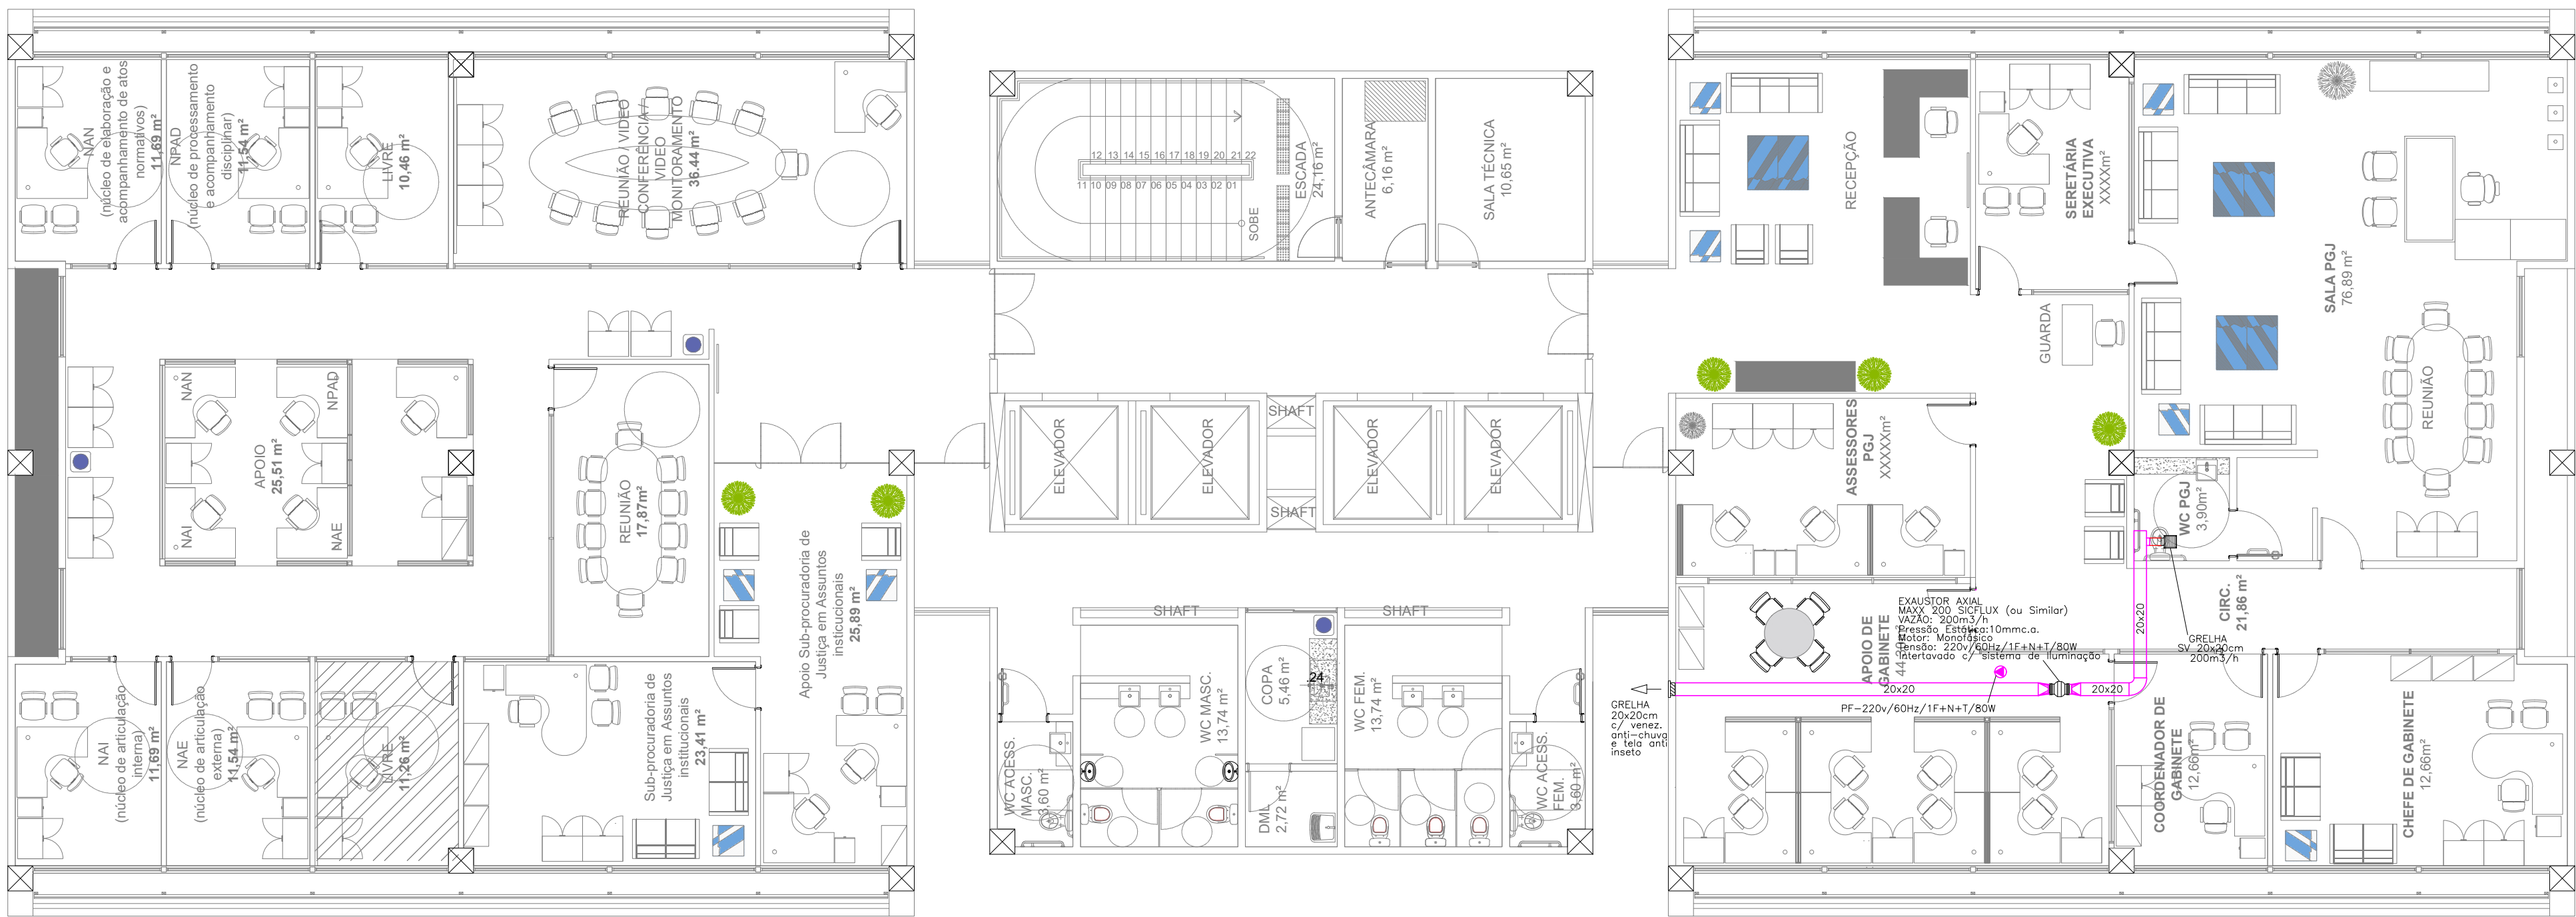 NAN
(núcleo de elaboração e
acompanhamento de atos
normativos)
11,69 m²
NPAD
(núcleo de processamento
e acompanhamento
disciplinar)
11,54 m²
LIVRE
10,46 m²
REUNIÃO / VIDEO
CONFERÊNCIA /
VIDEO
MONITORAMENTO
36.44 m²
12 13 14 15 16 17 18 19 20 21 22
11 10 09 08 07 06 05 04 03 02 01
SOBE
ESCADA
24,16 m²
ANTECÂMARA
6,16 m²
SALA TÉCNICA
10,65 m²
RECEPÇÃO
SERETÁRIA
EXECUTIVA
XXXXm²
SALA PGJ
76,89 m²
GUARDA
REUNIÃO
NAN
NPAD
APOIO
25,51 m²
NAI
NAE
REUNIÃO
17,87m²
Apoio Sub-procuradoria de
Justiça em Assuntos
insticucionais
25,89 m²
ELEVADOR
ELEVADOR
SHAFT
SHAFT
ELEVADOR
ELEVADOR
ASSESSORES
PGJ
XXXXXm²
WC PGJ
3,90m²
CIRC.
21,86 m²
EXAUSTOR AXIAL
MAXX 200 SICFLUX (ou Similar)
VAZÃO: 200m3/h
Pressão Estática:10mmc.a.
Motor: Monofásico
Tensão: 220v/60Hz/1F+N+T/80W
Intertavado c/ sistema de iluminação
20x20
GRELHA
SV 20x20cm
200m3/h
APOIO DE
GABINETE
20x20
20x20
PF-220v/60Hz/1F+N+T/80W
GRELHA
20x20cm
c/ venez.
anti-chuva
e tela anti
inseto
NAI
(núcleo de articulação
interna)
11,69 m²
NAE
(núcleo de articulação
externa)
11,54 m²
LIVRE
11,26 m²
Sub-procuradoria de
Justiça em Assuntos
institucionais
23,41 m²
SHAFT
SHAFT
WC ACESS.
MASC.
3,60 m²
WC MASC.
13,74 m²
COPA
5,46 m²
.24
DML
2,72 m²
WC FEM.
13,74 m²
WC ACESS.
FEM.
3,60 m²
COORDENADOR DE
GABINETE
12,66m²
CHEFE DE GABINETE
12,66m²